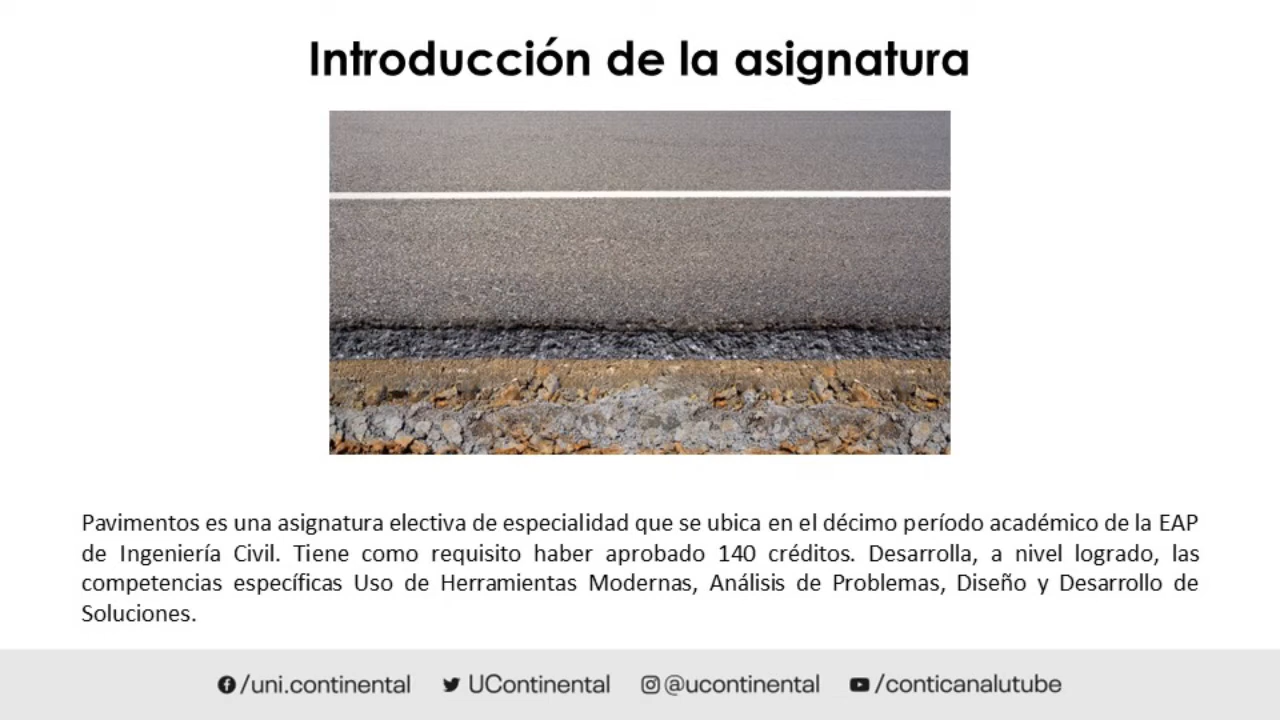 Introducción de la asignatura
Pavimentos es una asignatura electiva de especialidad que se ubica en el décimo período académico de la EAP
de Ingeniería Civil. Tiene como requisito haber aprobado 140 créditos. Desarrolla, a nivel logrado, las
competencias específicas Uso de Herramientas Modernas, Análisis de Problemas, Diseño y Desarrollo de
Soluciones.
/uni.continental UContinental @ucontinental /conticanalutube